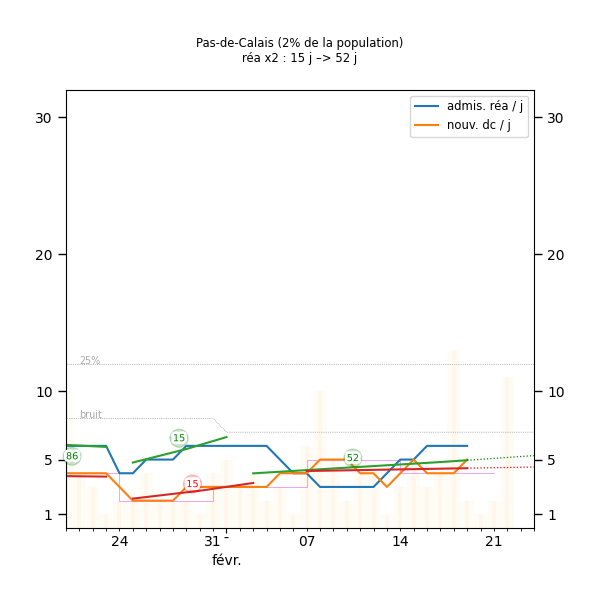 Pas-de-Calais (2% de la population)
réa x2 : 15 j –> 52 j
admis. réa / j
nouv. dc / j
30 30
20 20
25%
10 10
bruit
15
86
52
5 5
15
1 1
24 31 - 07 14 21
févr.